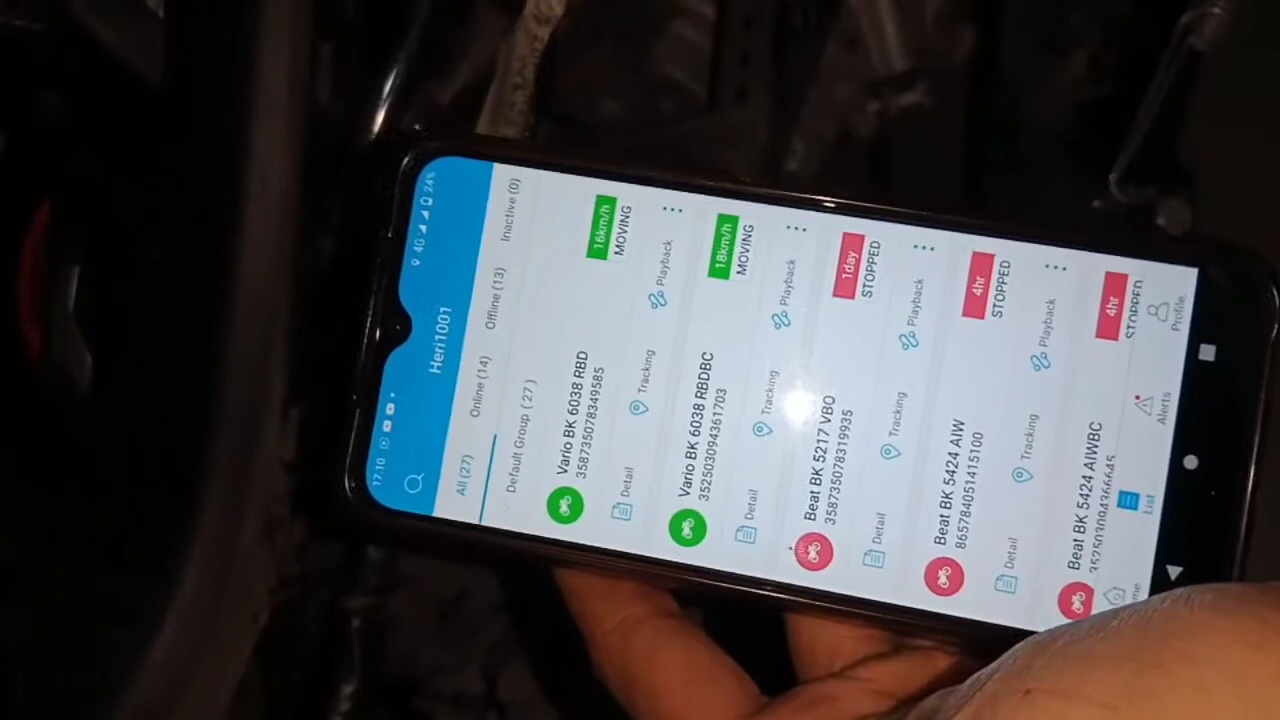 17:10 4G 24%
Heri1001
All (27) Online (14) Offline (13) Inactive (0)
Default Group ( 27 )
Vario BK 6038 RBD 16km/h
358735078349585 MOVING
Detail Tracking Playback
Vario BK 6038 RBDBC 18km/h
352503094361703 MOVING
Detail Tracking Playback
Beat BK 5217 VBO 1day
358735078319935 STOPPED
Detail Tracking Playback
Beat BK 5424 AIW 4hr
865784051415100 STOPPED
Detail Tracking Playback
Beat BK 5424 AIWBC 4hr
STOPPED
me List Alerts Profile